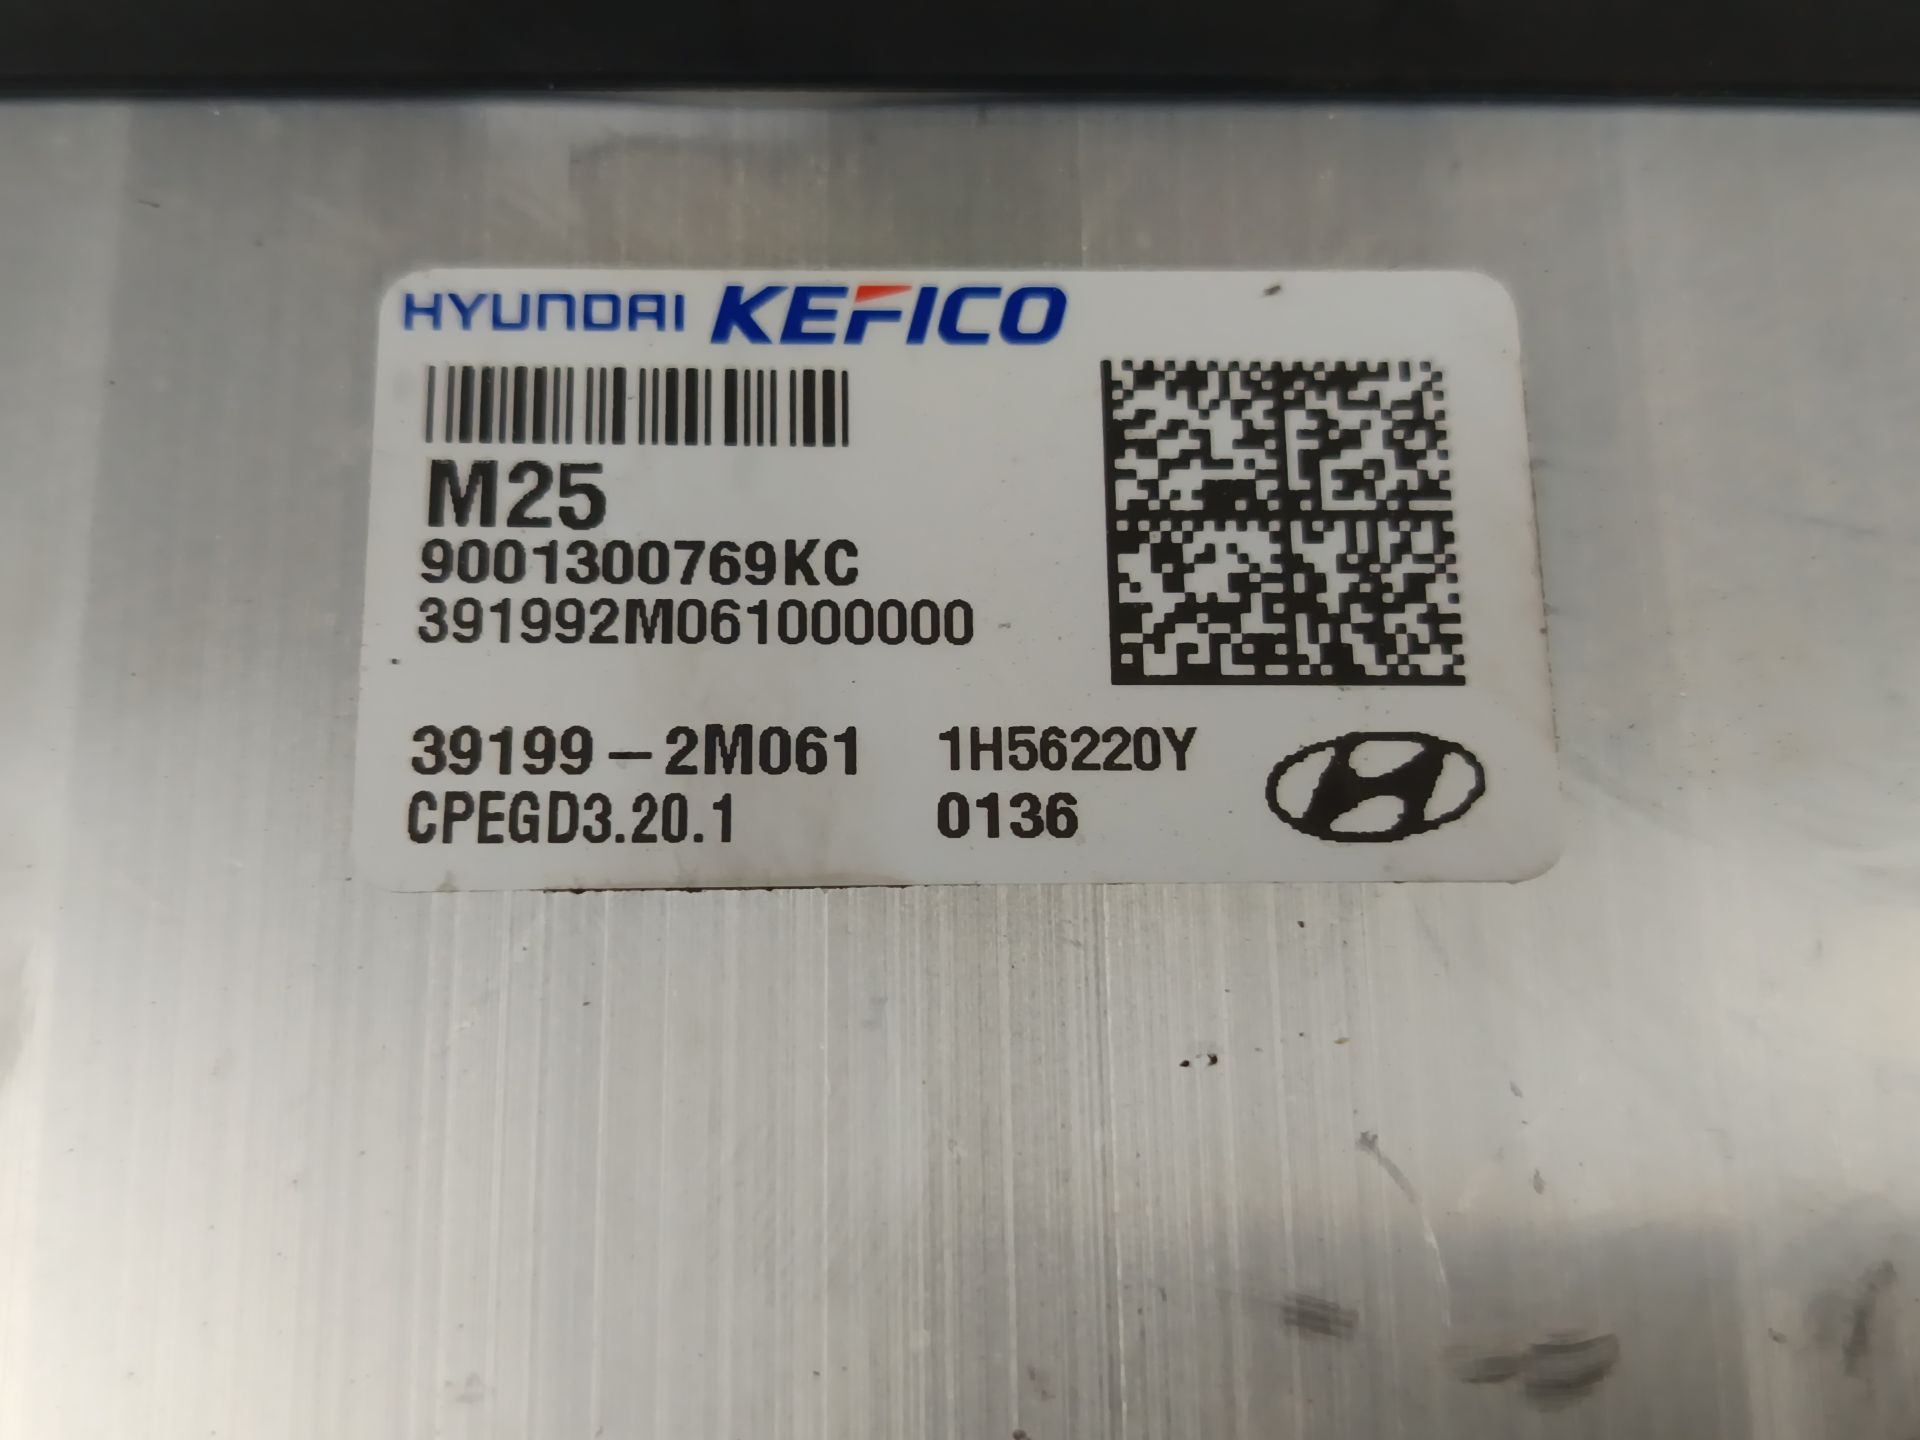 HYUNDAI KEFICO
M25
9001300769KC
391992M061000000
39199-2M061 1H56220Y
CPEGD3.20.1 0136